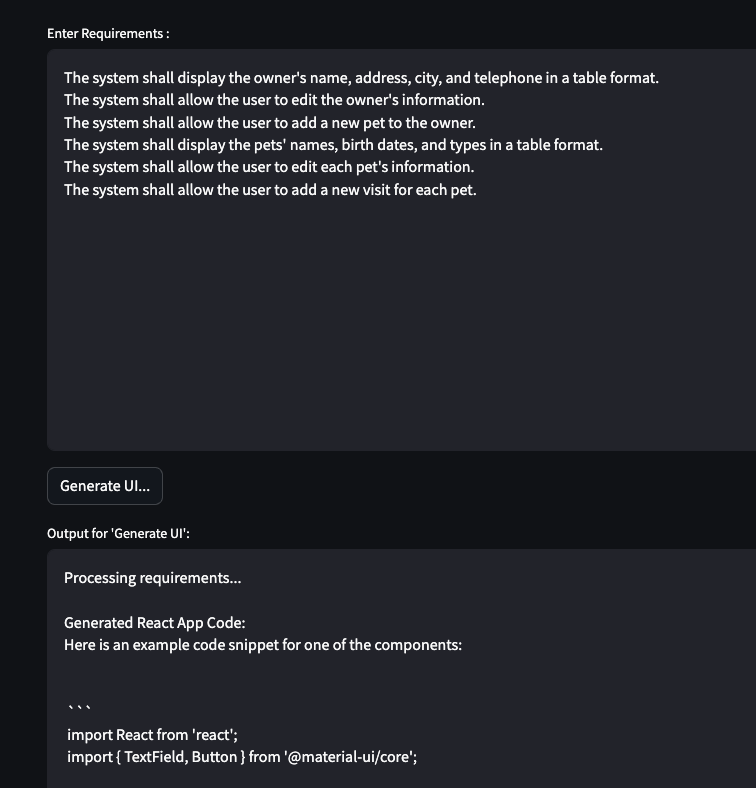 Enter Requirements :
The system shall display the owner's name, address, city, and telephone in a table format.
The system shall allow the user to edit the owner's information.
The system shall allow the user to add a new pet to the owner.
The system shall display the pets' names, birth dates, and types in a table format.
The system shall allow the user to edit each pet's information.
The system shall allow the user to add a new visit for each pet.
Generate UI...
Output for 'Generate UI':
Processing requirements...
Generated React App Code:
Here is an example code snippet for one of the components:
```
import React from 'react';
import { TextField, Button } from '@material-ui/core';